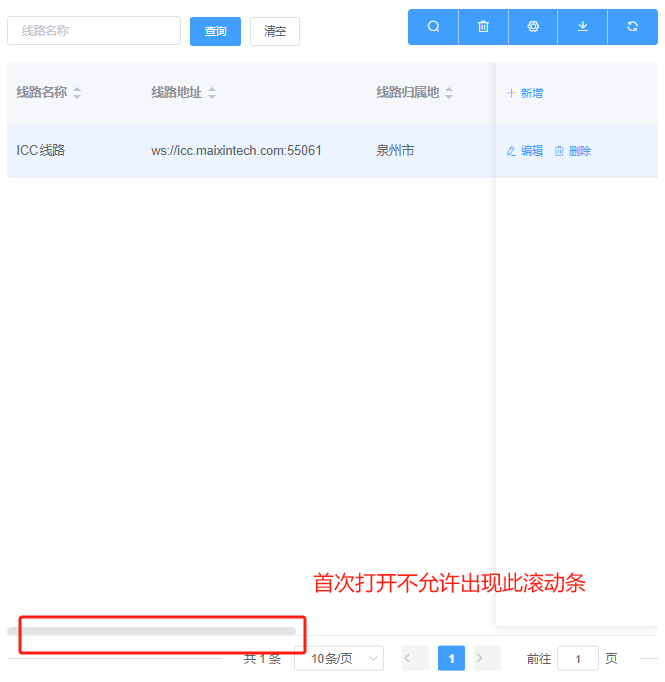 线路名称 查询 清空
线路名称 线路地址 线路归属地 新增
ICC线路 ws://icc.maixintech.com:55061 泉州市 编辑 删除
首次打开不允许出现此滚动条
共 1 条 10条/页 1 前往 1 页